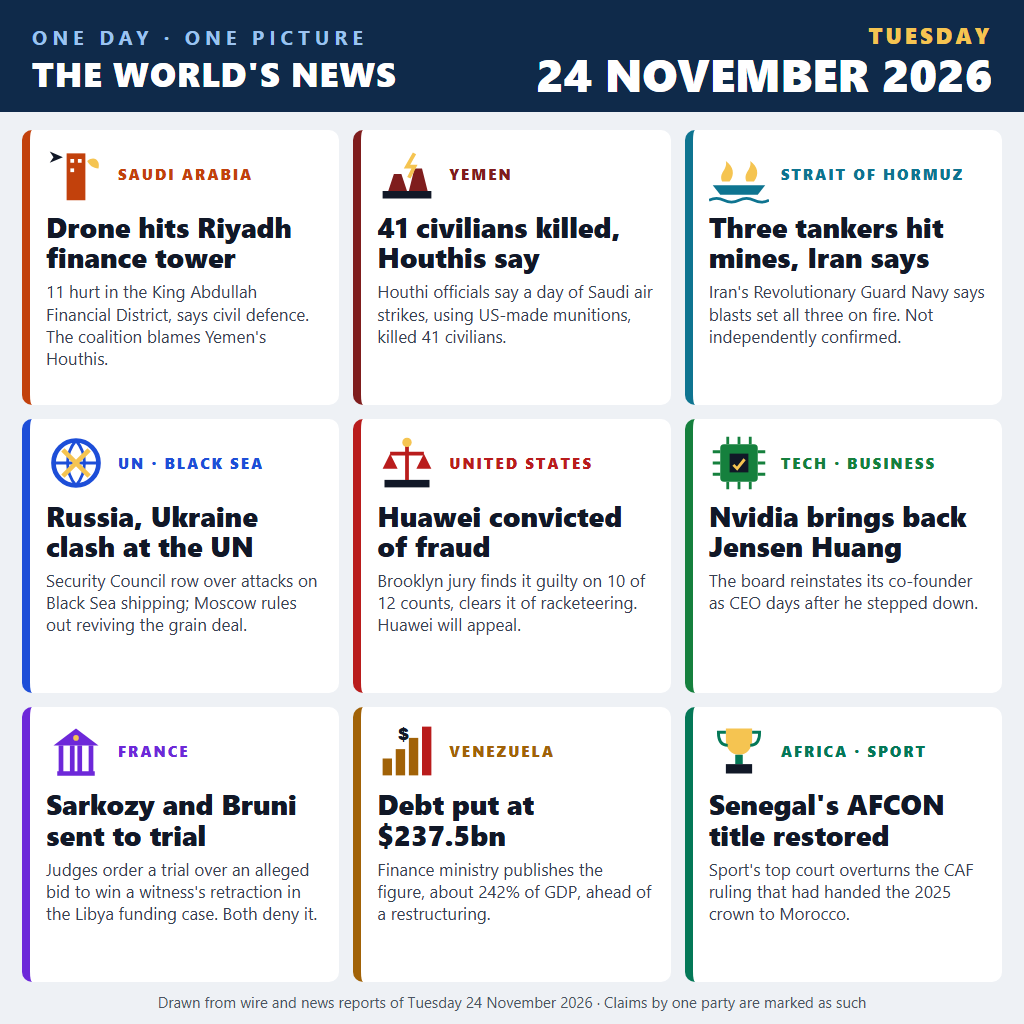 ONE DAY · ONE PICTURE
THE WORLD'S NEWS
TUESDAY
24 NOVEMBER 2026
SAUDI ARABIA
Drone hits Riyadh
finance tower
11 hurt in the King Abdullah
Financial District, says civil defence.
The coalition blames Yemen's
Houthis.
YEMEN
41 civilians killed,
Houthis say
Houthi officials say a day of Saudi air
strikes, using US-made munitions,
killed 41 civilians.
STRAIT OF HORMUZ
Three tankers hit
mines, Iran says
Iran's Revolutionary Guard Navy says
blasts set all three on fire. Not
independently confirmed.
UN · BLACK SEA
Russia, Ukraine
clash at the UN
Security Council row over attacks on
Black Sea shipping; Moscow rules
out reviving the grain deal.
UNITED STATES
Huawei convicted
of fraud
Brooklyn jury finds it guilty on 10 of
12 counts, clears it of racketeering.
Huawei will appeal.
TECH · BUSINESS
Nvidia brings back
Jensen Huang
The board reinstates its co-founder
as CEO days after he stepped down.
FRANCE
Sarkozy and Bruni
sent to trial
Judges order a trial over an alleged
bid to win a witness's retraction in
the Libya funding case. Both deny it.
$
VENEZUELA
Debt put at
$237.5bn
Finance ministry publishes the
figure, about 242% of GDP, ahead of
a restructuring.
AFRICA · SPORT
Senegal's AFCON
title restored
Sport's top court overturns the CAF
ruling that had handed the 2025
crown to Morocco.
Drawn from wire and news reports of Tuesday 24 November 2026 · Claims by one party are marked as such